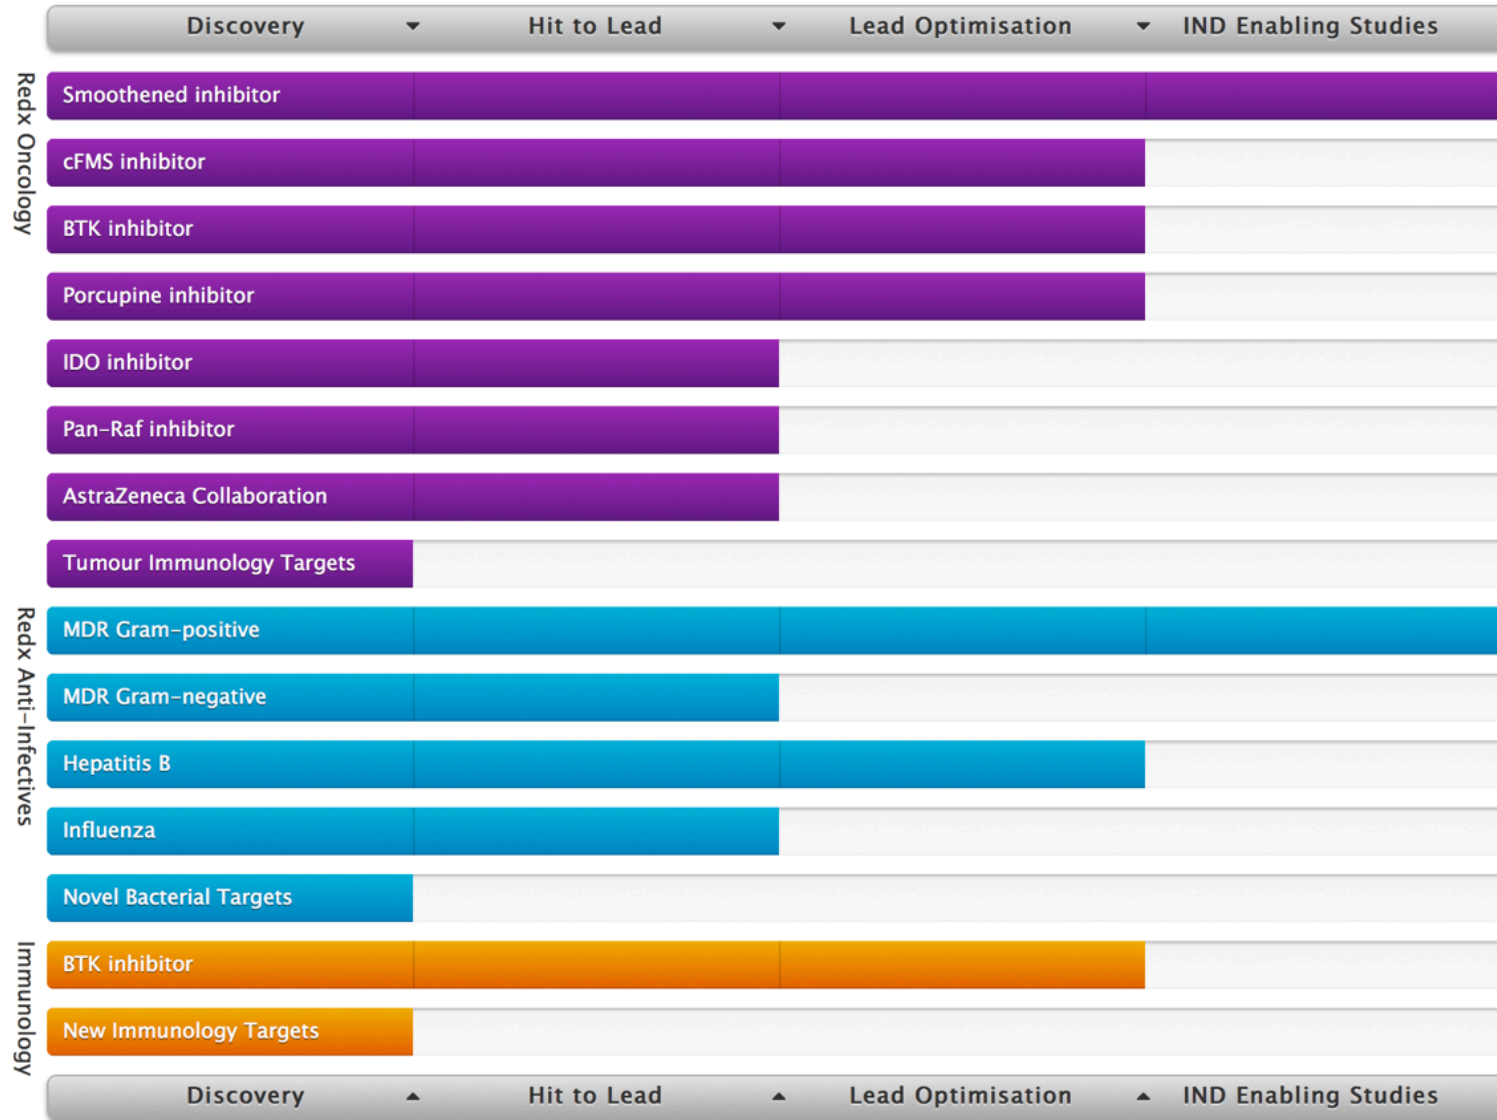 Discovery
Hit to Lead
Lead Optimisation
IND Enabling Studies
Redx Oncology
Smoothened inhibitor
cFMS inhibitor
BTK inhibitor
Porcupine inhibitor
IDO inhibitor
Pan-Raf inhibitor
AstraZeneca Collaboration
Tumour Immunology Targets
Redx Anti-Infectives
MDR Gram-positive
MDR Gram-negative
Hepatitis B
Influenza
Novel Bacterial Targets
Immunology
BTK inhibitor
New Immunology Targets
Discovery
Hit to Lead
Lead Optimisation
IND Enabling Studies